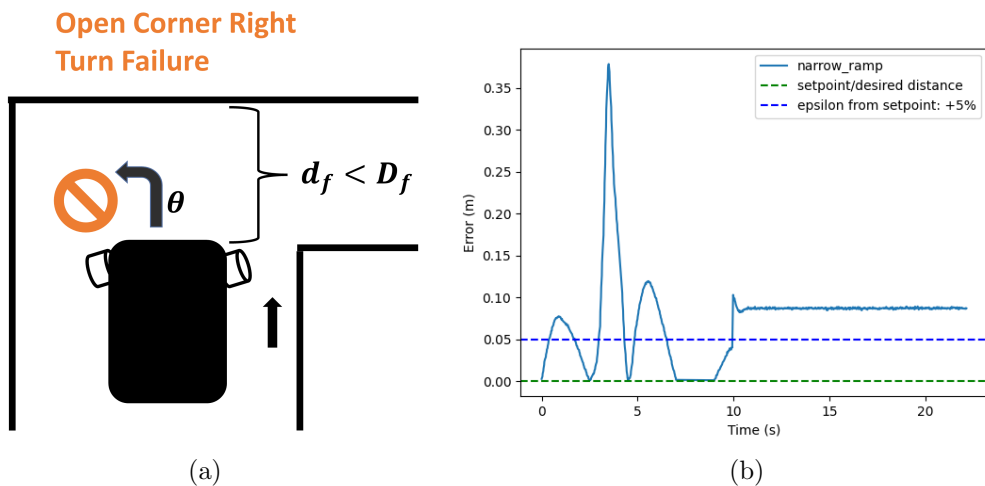 Open Corner Right
Turn Failure
θ
d_f < D_f
(a)
narrow_ramp
setpoint/desired distance
epsilon from setpoint: +5%
Error (m)
0.35
0.30
0.25
0.20
0.15
0.10
0.05
0.00
0
5
10
15
20
Time (s)
(b)